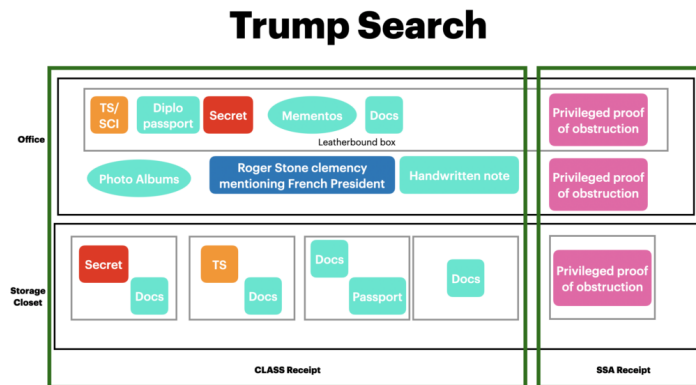 Trump Search
Office
TS/
SCI
Diplo
passport
Secret
Mementos
Docs
Leatherbound box
Privileged proof
of obstruction
Photo Albums
Roger Stone clemency
mentioning French President
Handwritten note
Privileged proof
of obstruction
Storage
Closet
Secret
Docs
TS
Docs
Docs
Passport
Docs
Privileged proof
of obstruction
CLASS Receipt
SSA Receipt